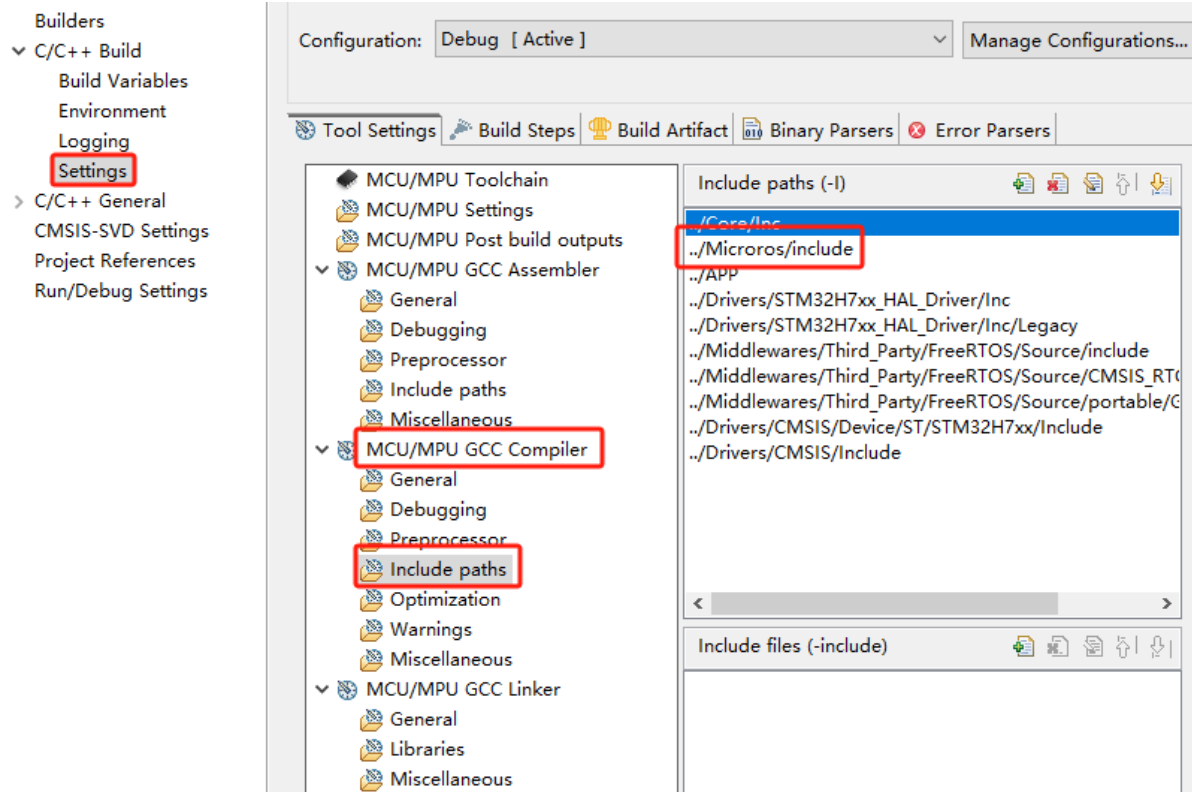 Builders
C/C++ Build
Build Variables
Environment
Logging
Settings
C/C++ General
CMSIS-SVD Settings
Project References
Run/Debug Settings
Configuration: Debug [ Active ] Manage Configurations...
Tool Settings Build Steps Build Artifact Binary Parsers Error Parsers
MCU/MPU Toolchain
MCU/MPU Settings
MCU/MPU Post build outputs
MCU/MPU GCC Assembler
General
Debugging
Preprocessor
Include paths
Miscellaneous
MCU/MPU GCC Compiler
General
Debugging
Preprocessor
Include paths
Optimization
Warnings
Miscellaneous
MCU/MPU GCC Linker
General
Libraries
Miscellaneous
Include paths (-I)
../Core/Inc
../Microros/include
../APP
../Drivers/STM32H7xx_HAL_Driver/Inc
../Drivers/STM32H7xx_HAL_Driver/Inc/Legacy
../Middlewares/Third_Party/FreeRTOS/Source/include
../Middlewares/Third_Party/FreeRTOS/Source/CMSIS_RT
../Middlewares/Third_Party/FreeRTOS/Source/portable/G
../Drivers/CMSIS/Device/ST/STM32H7xx/Include
../Drivers/CMSIS/Include
Include files (-include)